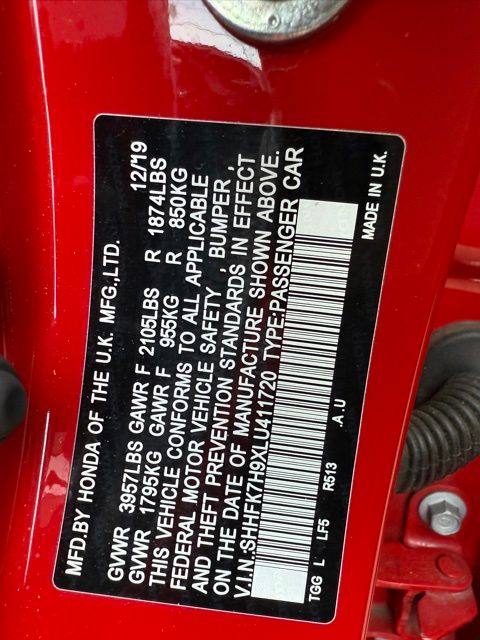 MFD.BY HONDA OF THE U.K. MFG.,LTD. 12/19
GVWR 3957LBS GAWR F 2105LBS R 1874LBS
GVWR 1795KG GAWR F 955KG R 850KG
THIS VEHICLE CONFORMS TO ALL APPLICABLE
FEDERAL MOTOR VEHICLE SAFETY, BUMPER,
AND THEFT PREVENTION STANDARDS IN EFFECT
ON THE DATE OF MANUFACTURE SHOWN ABOVE.
V.I.N.:SHHFK7H9XLU411720 TYPE:PASSENGER CAR
TGG L LF5 R513 .A.U MADE IN U.K.